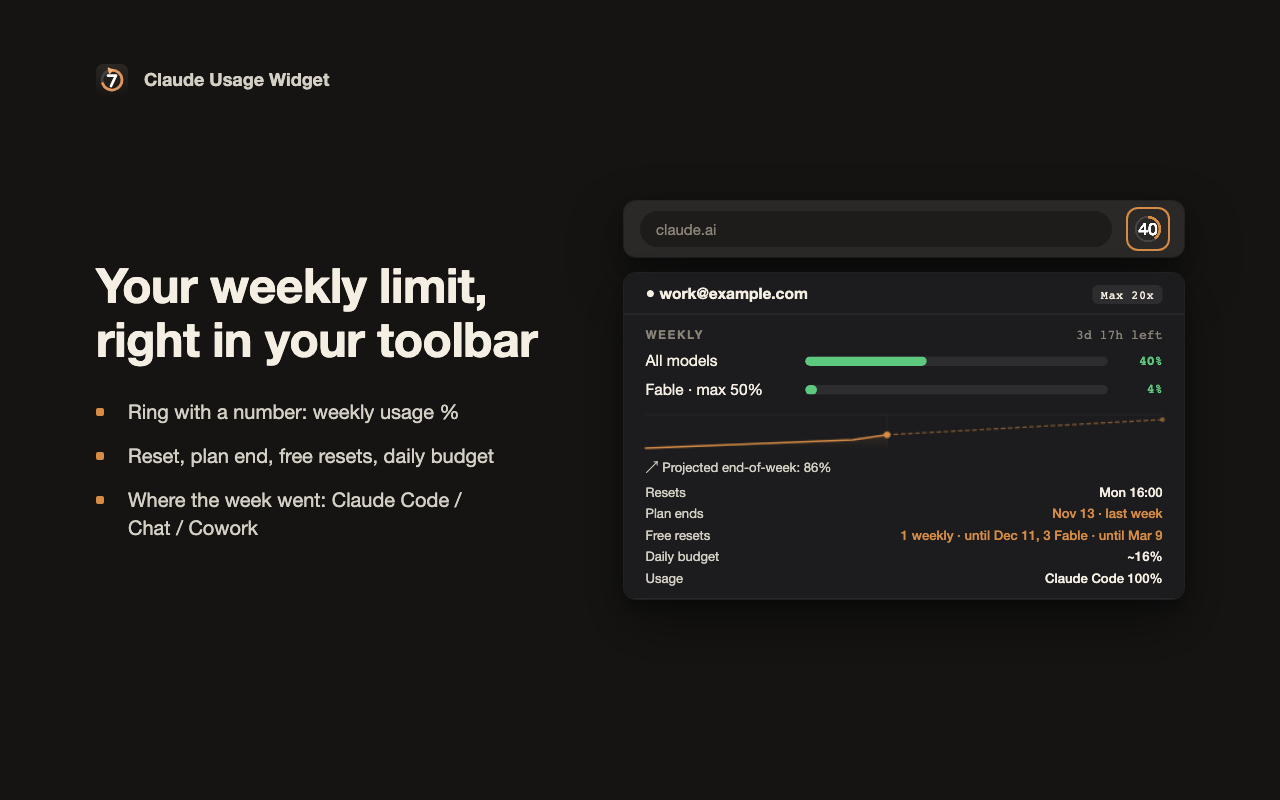 7 Claude Usage Widget
Your weekly limit,
right in your toolbar
Ring with a number: weekly usage %
Reset, plan end, free resets, daily budget
Where the week went: Claude Code /
Chat / Cowork
claude.ai 40
work@example.com Max 20x
WEEKLY 3d 17h left
All models 40%
Fable · max 50% 4%
↗ Projected end-of-week: 86%
Resets Mon 16:00
Plan ends Nov 13 · last week
Free resets 1 weekly · until Dec 11, 3 Fable · until Mar 9
Daily budget ~16%
Usage Claude Code 100%